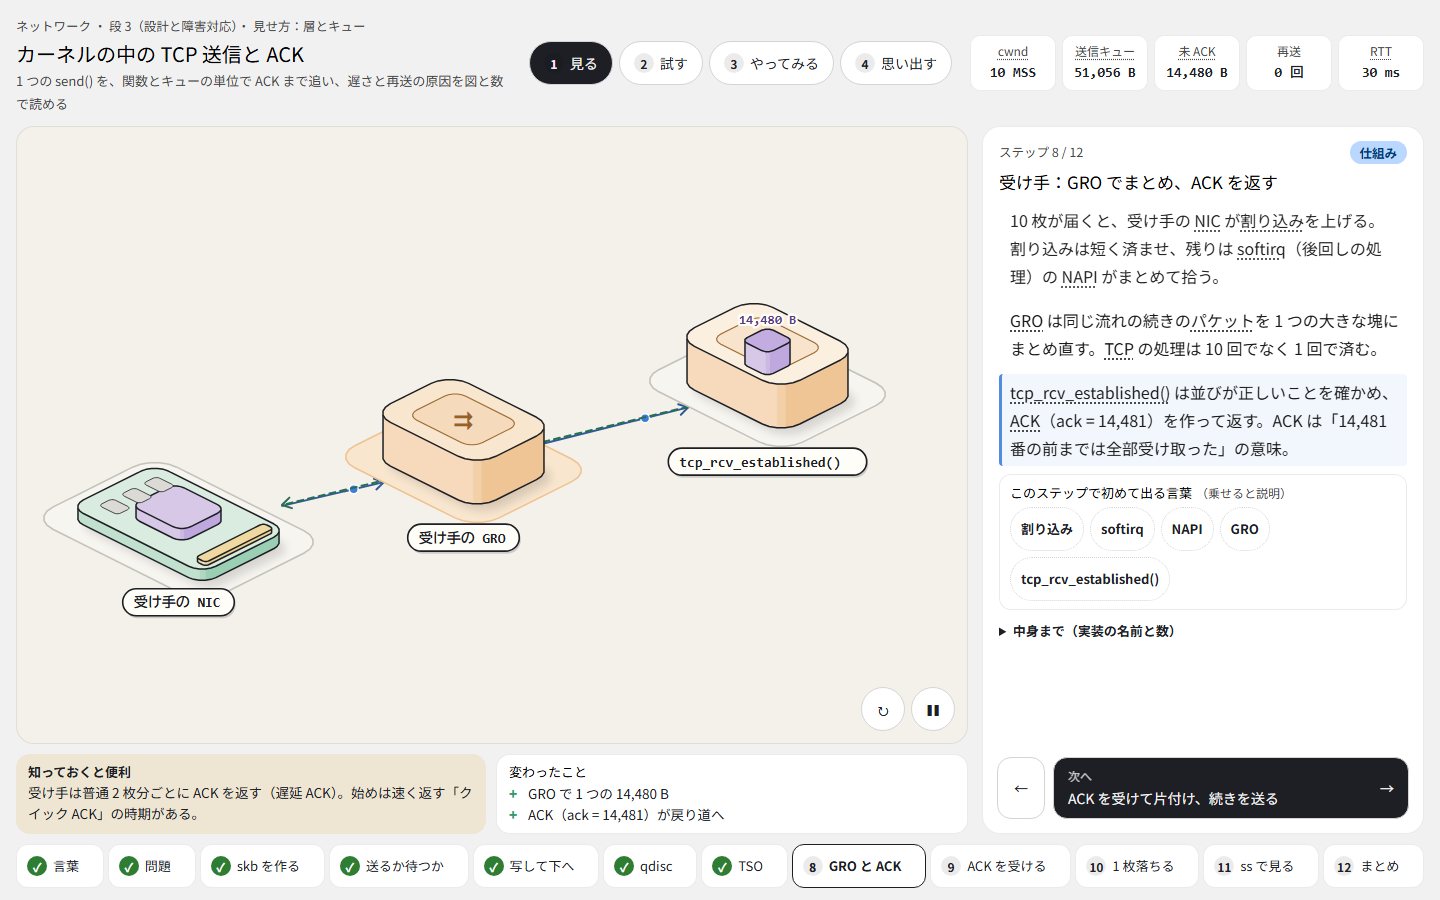 ネットワーク ・ 段 3（設計と障害対応）・ 見せ方：層とキュー
カーネルの中の TCP 送信と ACK
1 つの send() を、関数とキューの単位で ACK まで追い、遅さと再送の原因を図と数
で読める
1 見る
2 試す
3 やってみる
4 思い出す
cwnd
10 MSS
送信キュー
51,056 B
未 ACK
14,480 B
再送
0 回
RTT
30 ms
14,480 B
tcp_rcv_established()
受け手の GRO
受け手の NIC
↻
ステップ 8 / 12
仕組み
受け手：GRO でまとめ、ACK を返す
10 枚が届くと、受け手の NIC が割り込みを上げる。
割り込みは短く済ませ、残りは softirq（後回しの処
理）の NAPI がまとめて拾う。
GRO は同じ流れの続きのパケットを 1 つの大きな塊に
まとめ直す。TCP の処理は 10 回でなく 1 回で済む。
tcp_rcv_established() は並びが正しいことを確かめ、
ACK（ack = 14,481）を作って返す。ACK は「14,481
番の前までは全部受け取った」の意味。
このステップで初めて出る言葉 （乗せると説明）
割り込み
softirq
NAPI
GRO
tcp_rcv_established()
▶ 中身まで（実装の名前と数）
←
次へ
ACK を受けて片付け、続きを送る →
知っておくと便利
受け手は普通 2 枚分ごとに ACK を返す（遅延 ACK）。始めは速く返す「ク
イック ACK」の時期がある。
変わったこと
+ GRO で 1 つの 14,480 B
+ ACK（ack = 14,481）が戻り道へ
✓ 言葉
✓ 問題
✓ skb を作る
✓ 送るか待つか
✓ 写して下へ
✓ qdisc
✓ TSO
8 GRO と ACK
9 ACK を受ける
10 1 枚落ちる
11 ss で見る
12 まとめ